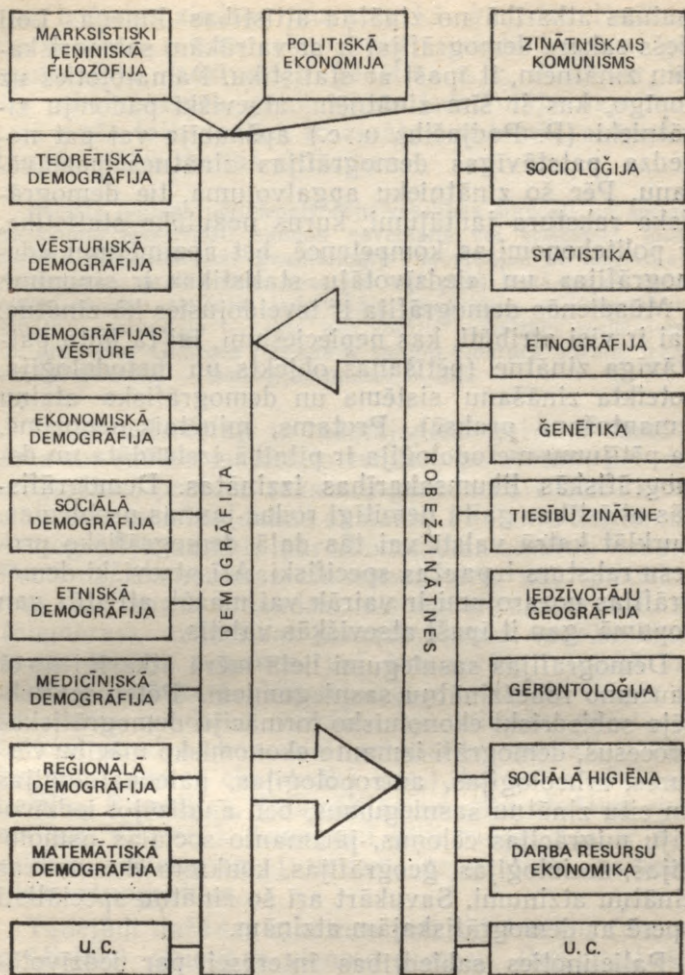 MARKSISTISKI
ĻENINISKĀ
FILOZOFIJA
POLITISKĀ
EKONOMIJA
ZINĀTNISKAIS
KOMUNISMS
TEORĒTISKĀ
DEMOGRĀFIJA
VĒSTURISKĀ
DEMOGRĀFIJA
DEMOGRĀFIJAS
VĒSTURE
EKONOMISKĀ
DEMOGRĀFIJA
SOCIĀLĀ
DEMOGRĀFIJA
ETNISKĀ
DEMOGRĀFIJA
MEDICĪNISKĀ
DEMOGRĀFIJA
REĢIONĀLĀ
DEMOGRĀFIJA
MATEMĀTISKĀ
DEMOGRĀFIJA
U. C.
DEMOGRĀFIJA
ROBEŽZINĀTNES
SOCIOLOĢIJA
STATISTIKA
ETNOGRĀFIJA
ĢENĒTIKA
TIESĪBU ZINĀTNE
IEDZĪVOTĀJU
ĢEOGRĀFIJA
GERONTOLOĢIJA
SOCIĀLĀ HIGIĒNA
DARBA RESURSU
EKONOMIKA
U. C.